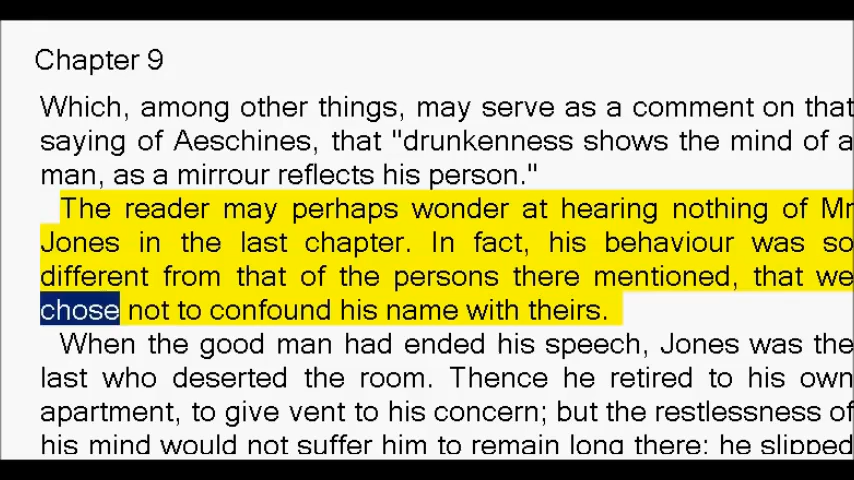 Chapter 9
Which, among other things, may serve as a comment on that
saying of Aeschines, that "drunkenness shows the mind of a
man, as a mirrour reflects his person."
The reader may perhaps wonder at hearing nothing of Mr
Jones in the last chapter. In fact, his behaviour was so
different from that of the persons there mentioned, that we
chose not to confound his name with theirs.
When the good man had ended his speech, Jones was the
last who deserted the room. Thence he retired to his own
apartment, to give vent to his concern; but the restlessness of
his mind would not suffer him to remain long there; he slipped